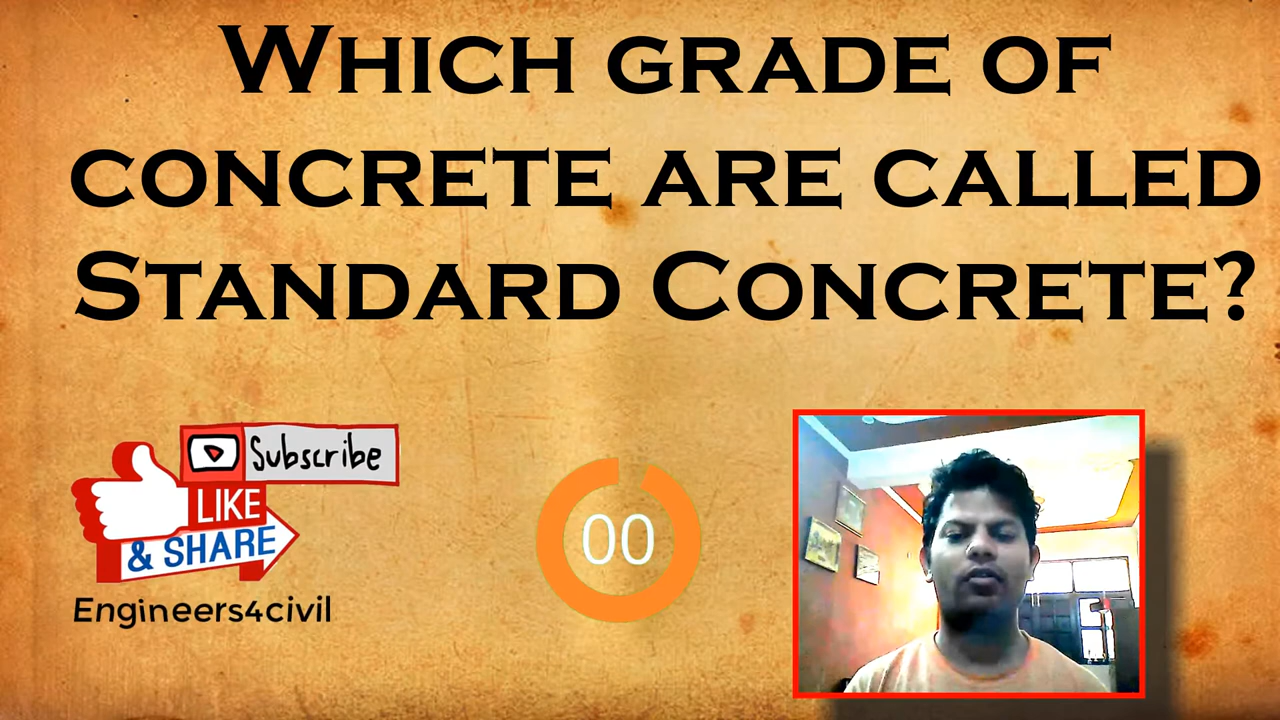 Which grade of
concrete are called
Standard Concrete?
Subscribe
LIKE
& SHARE
00
Engineers4civil